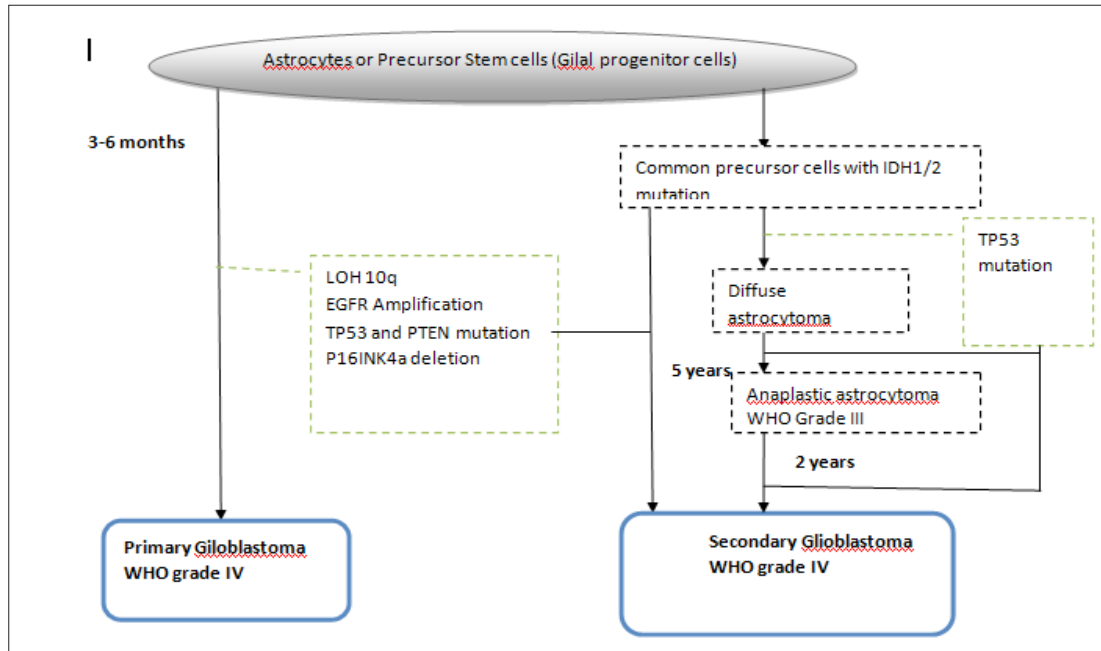 I
Astrocytes or Precursor Stem cells (Gilal progenitor cells)
3-6 months
Common precursor cells with IDH1/2
mutation
TP53
mutation
LOH 10q
EGFR Amplification
TP53 and PTEN mutation
P16INK4a deletion
Diffuse
astrocytoma
5 years
Anaplastic astrocytoma
WHO Grade III
2 years
Primary Giloblastoma
WHO grade IV
Secondary Glioblastoma
WHO grade IV